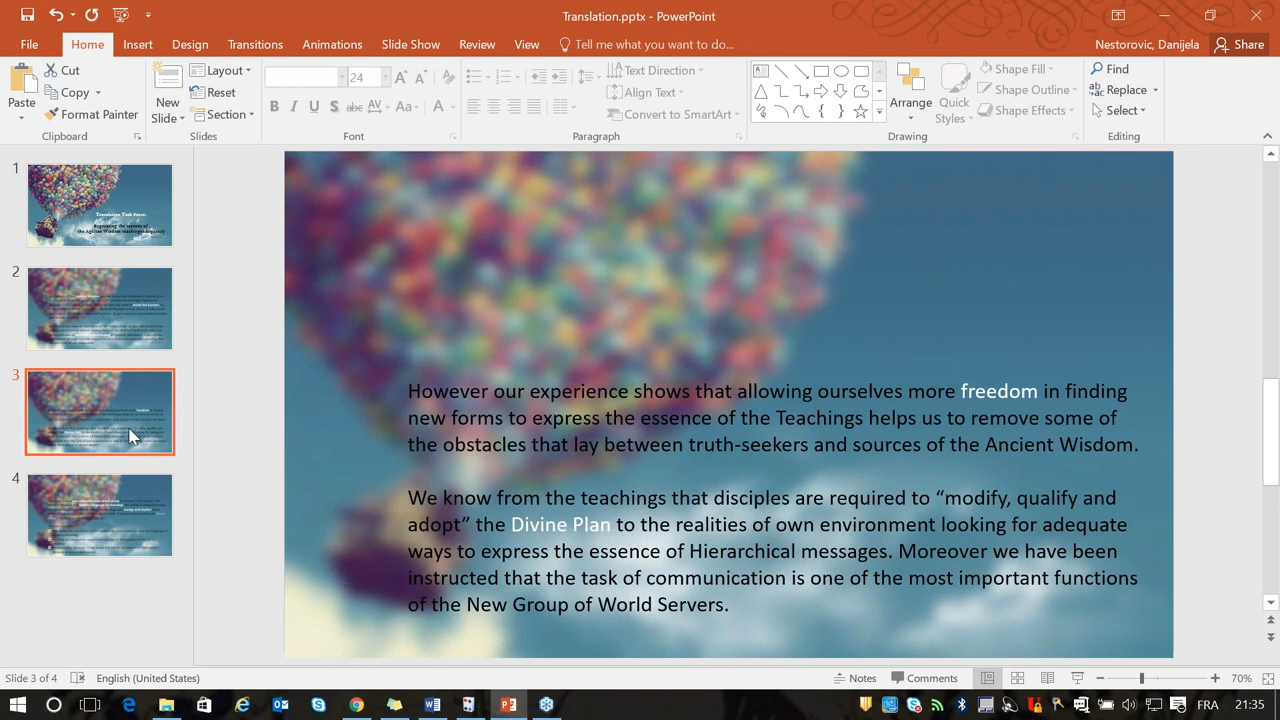 Translation.pptx - PowerPoint
File Home Insert Design Transitions Animations Slide Show Review View Tell me what you want to do... Nestorovic, Danijela Share
Paste Cut Copy Format Painter Clipboard
New Slide Layout Reset Section Slides
24 Font
Text Direction Align Text Convert to SmartArt Paragraph
Arrange Quick Styles Shape Fill Shape Outline Shape Effects Drawing
Find Replace Select Editing
1
Translation Task Force:
2
3
4
However our experience shows that allowing ourselves more freedom in finding
new forms to express the essence of the Teachings helps us to remove some of
the obstacles that lay between truth-seekers and sources of the Ancient Wisdom.
We know from the teachings that disciples are required to “modify, qualify and
adopt” the Divine Plan to the realities of own environment looking for adequate
ways to express the essence of Hierarchical messages. Moreover we have been
instructed that the task of communication is one of the most important functions
of the New Group of World Servers.
Slide 3 of 4 English (United States) Notes Comments 70%
FRA 21:35